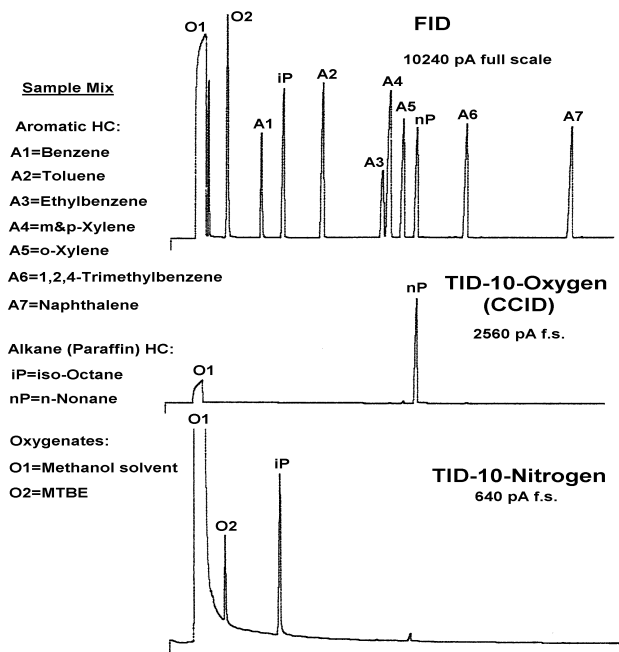 FID
10240 pA full scale
O1
O2
A1
iP
A2
A3
A4
A5
nP
A6
A7
Sample Mix
Aromatic HC:
A1=Benzene
A2=Toluene
A3=Ethylbenzene
A4=m&p-Xylene
A5=o-Xylene
A6=1,2,4-Trimethylbenzene
A7=Naphthalene
Alkane (Paraffin) HC:
iP=iso-Octane
nP=n-Nonane
Oxygenates:
O1=Methanol solvent
O2=MTBE
TID-10-Oxygen
(CCID)
2560 pA f.s.
O1
nP
TID-10-Nitrogen
640 pA f.s.
O1
O2
iP